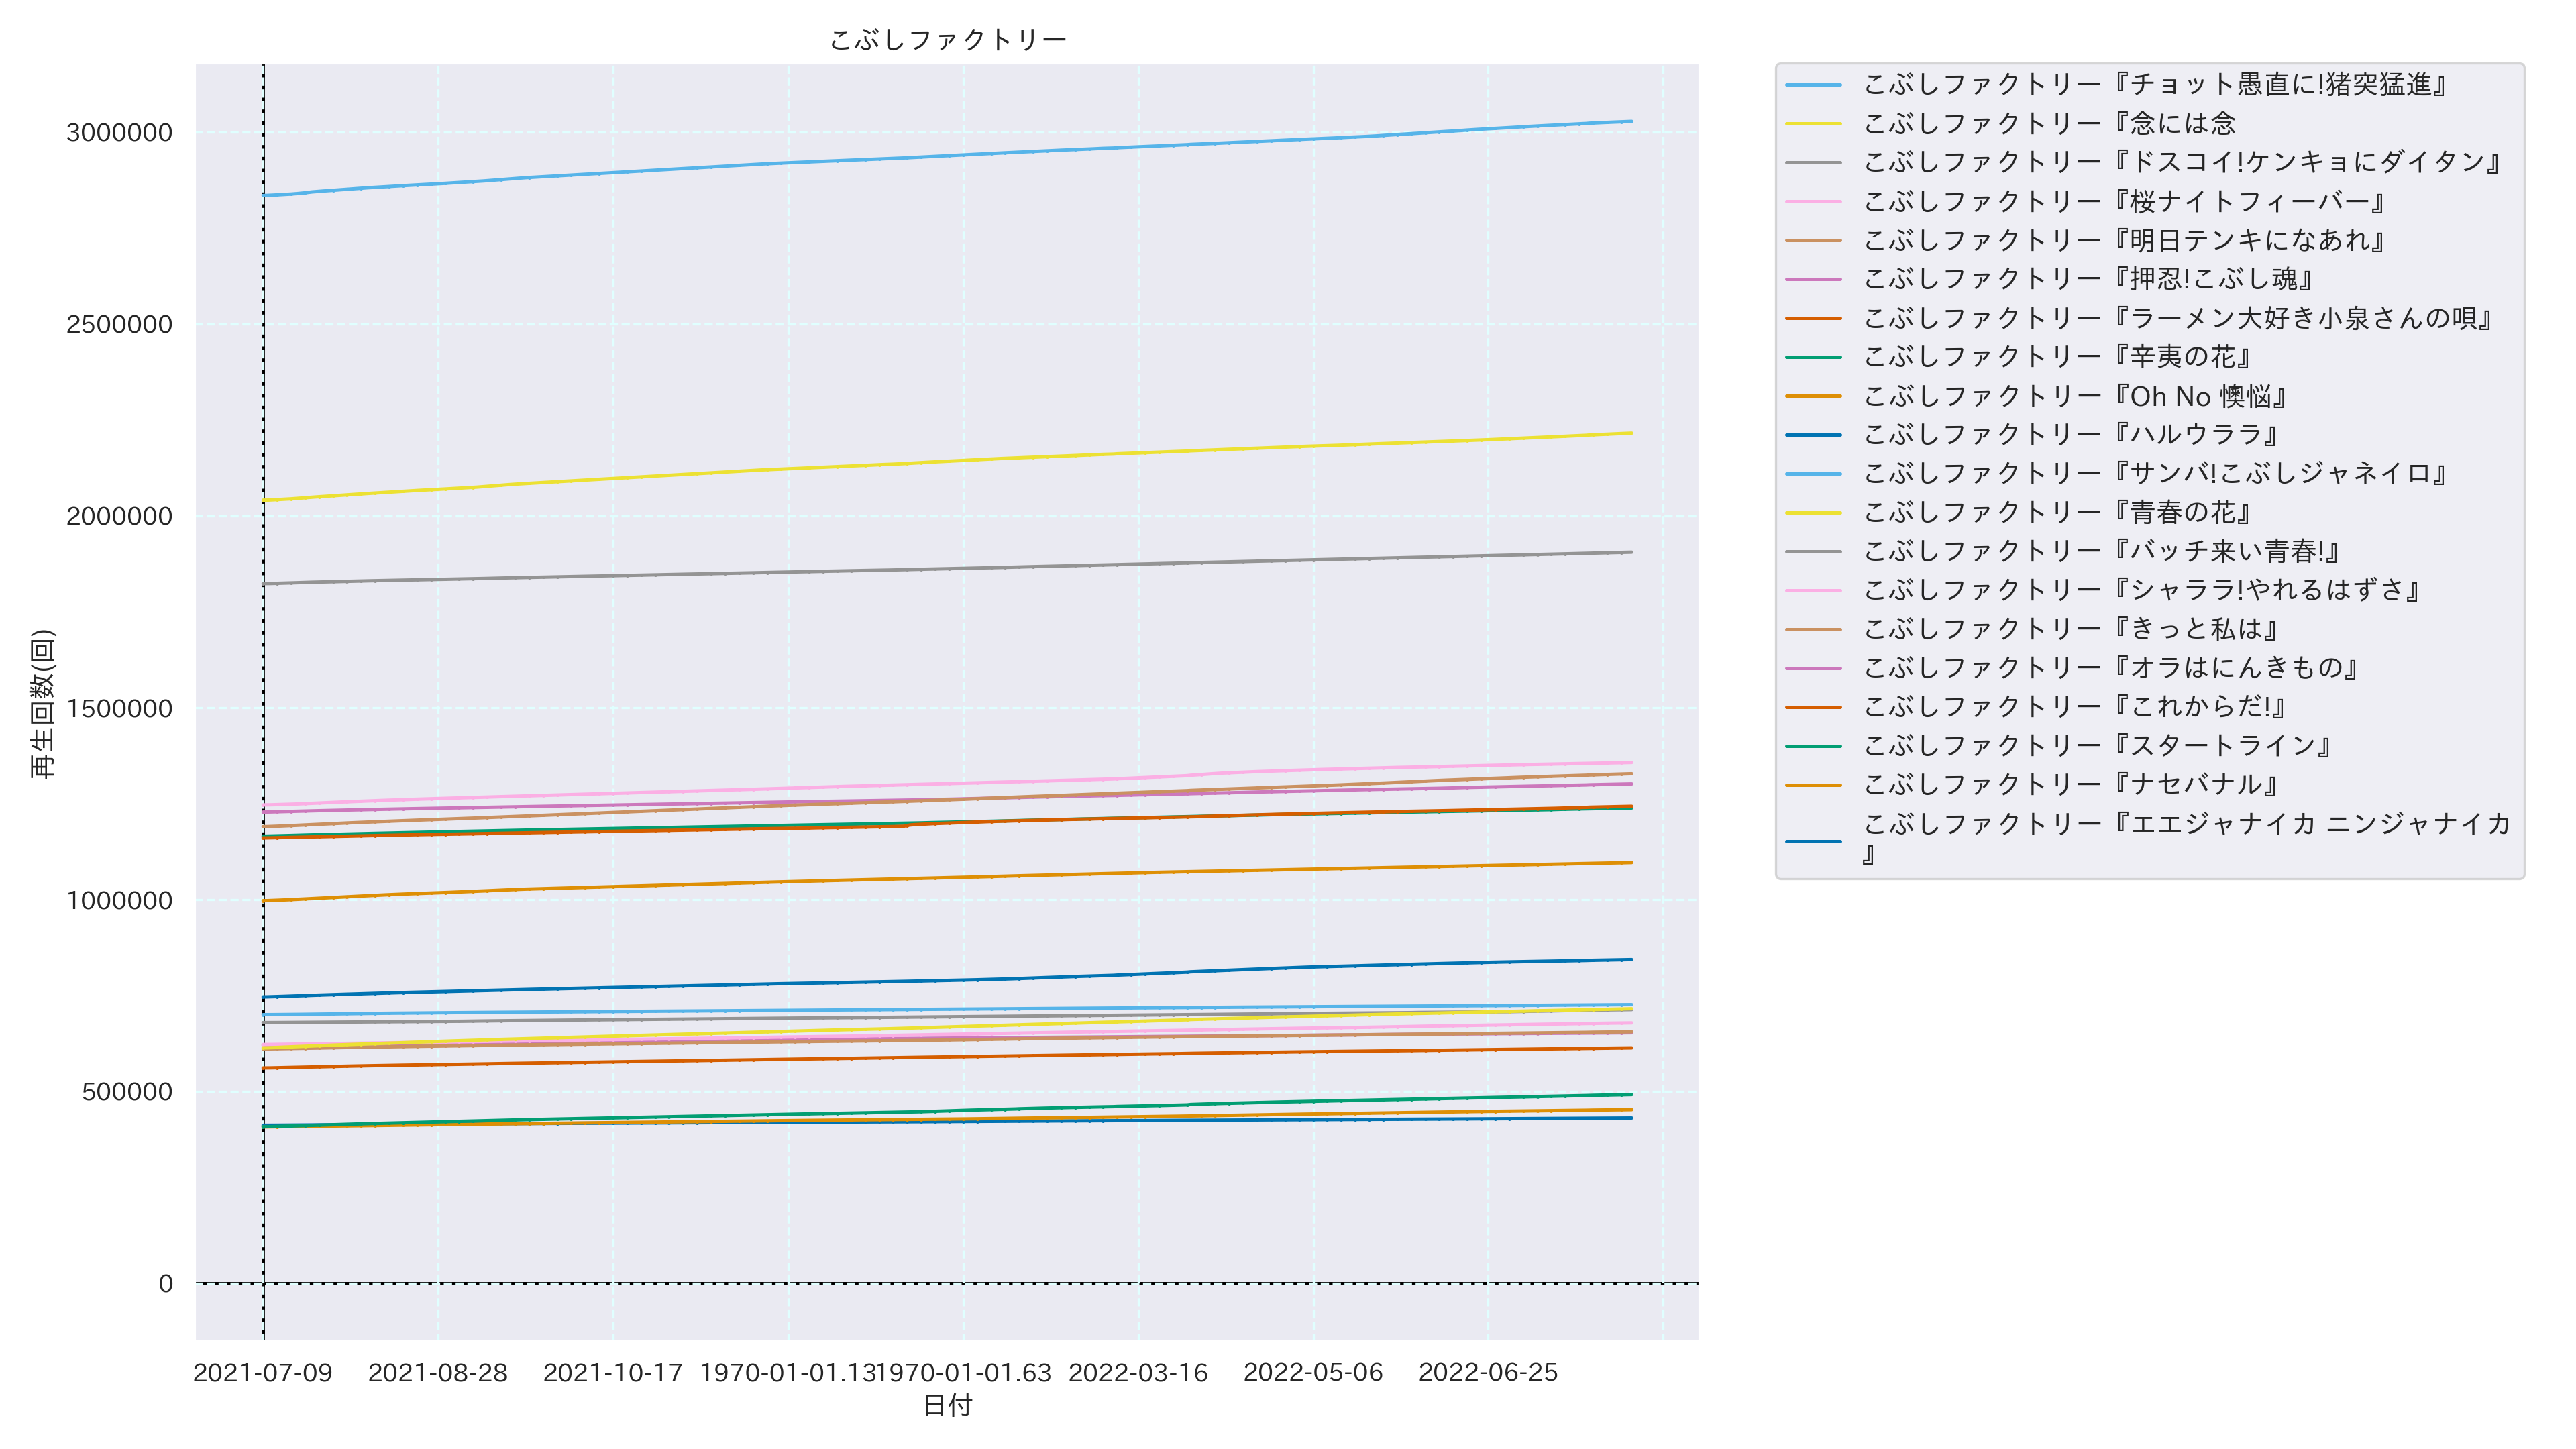 こぶしファクトリー
3000000
2500000
2000000
1500000
1000000
500000
0
再生回数(回)
2021-07-09
2021-08-28
2021-10-17
1970-01-01.13
1970-01-01.63
2022-03-16
2022-05-06
2022-06-25
日付
こぶしファクトリー『チョット愚直に!猪突猛進』
こぶしファクトリー『念には念
こぶしファクトリー『ドスコイ!ケンキョにダイタン』
こぶしファクトリー『桜ナイトフィーバー』
こぶしファクトリー『明日テンキになあれ』
こぶしファクトリー『押忍!こぶし魂』
こぶしファクトリー『ラーメン大好き小泉さんの唄』
こぶしファクトリー『辛夷の花』
こぶしファクトリー『Oh No 懊悩』
こぶしファクトリー『ハルウララ』
こぶしファクトリー『サンバ!こぶしジャネイロ』
こぶしファクトリー『青春の花』
こぶしファクトリー『バッチ来い青春!』
こぶしファクトリー『シャララ!やれるはずさ』
こぶしファクトリー『きっと私は』
こぶしファクトリー『オラはにんきもの』
こぶしファクトリー『これからだ!』
こぶしファクトリー『スタートライン』
こぶしファクトリー『ナセバナル』
こぶしファクトリー『エエジャナイカ ニンジャナイカ
』